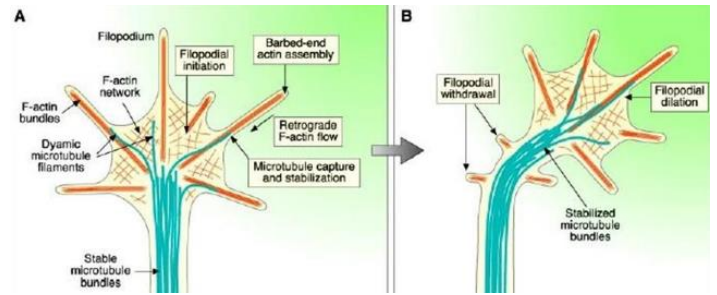 A
Filopodium
Filopodial
initiation
Barbed-end
actin assembly
F-actin
network
F-actin
bundles
Dyamic
microtubule
filaments
Retrograde
F-actin flow
Microtubule capture
and stabilization
Stable
microtubule
bundles
B
Filopodial
withdrawal
Filopodial
dilation
Stabilized
microtubule
bundles